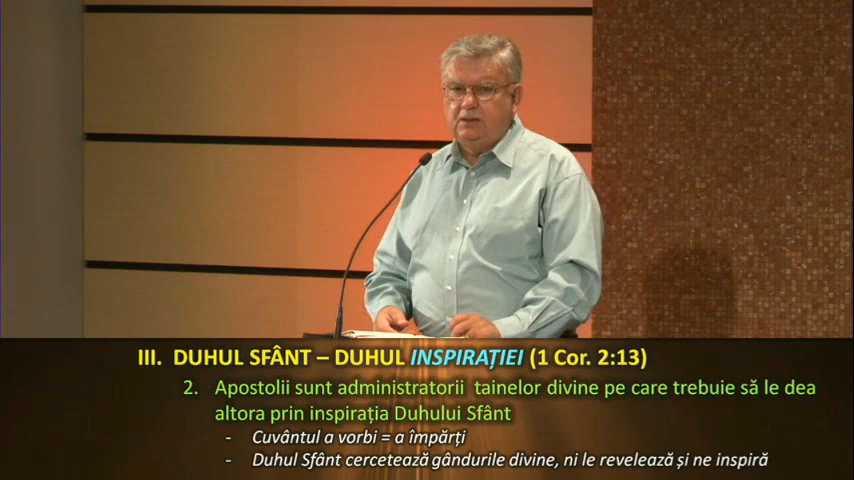 III. DUHUL SFÂNT – DUHUL INSPIRAȚIEI (1 Cor. 2:13)
2. Apostolii sunt administratorii tainelor divine pe care trebuie să le dea
altora prin inspirația Duhului Sfânt
- Cuvântul a vorbi = a împărți
- Duhul Sfânt cercetează gândurile divine, ni le revelează și ne inspiră